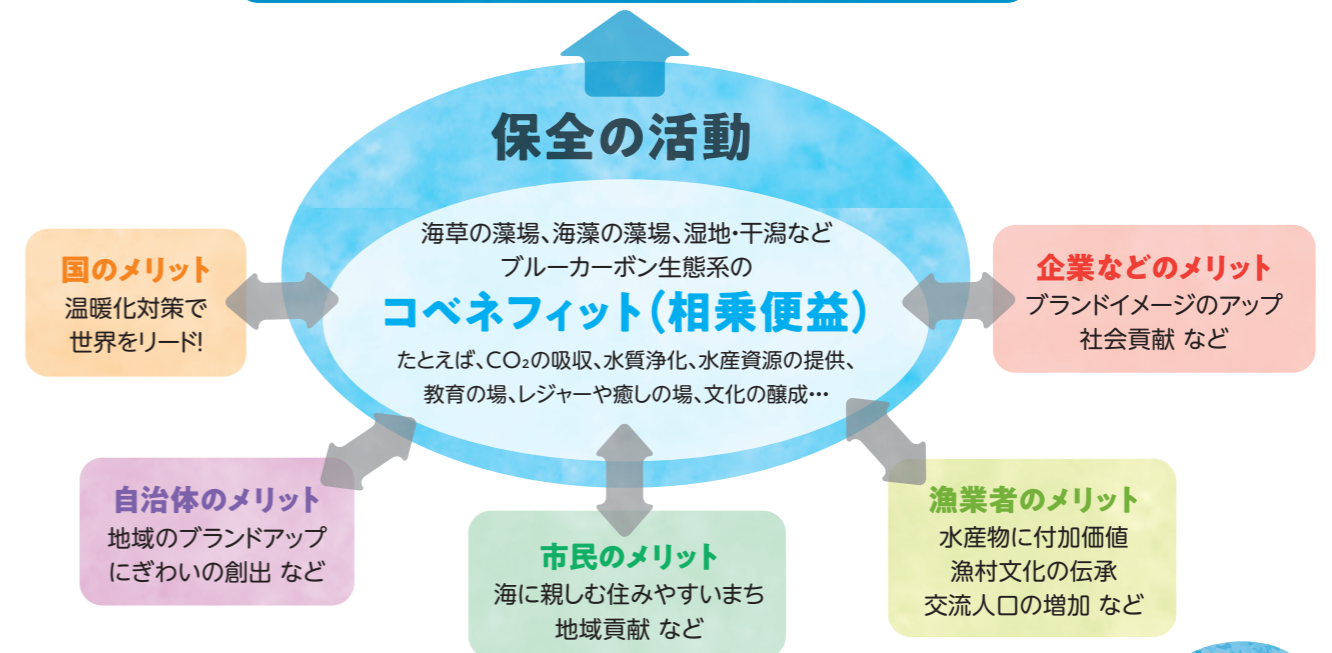 保全の活動
海草の藻場、海藻の藻場、湿地・干潟など
ブルーカーボン生態系の
コベネフィット(相乗便益)
たとえば、CO₂の吸収、水質浄化、水産資源の提供、
教育の場、レジャーや癒しの場、文化の醸成…
国のメリット
温暖化対策で
世界をリード!
企業などのメリット
ブランドイメージのアップ
社会貢献 など
自治体のメリット
地域のブランドアップ
にぎわいの創出 など
市民のメリット
海に親しむ住みやすいまち
地域貢献 など
漁業者のメリット
水産物に付加価値
漁村文化の伝承
交流人口の増加 など